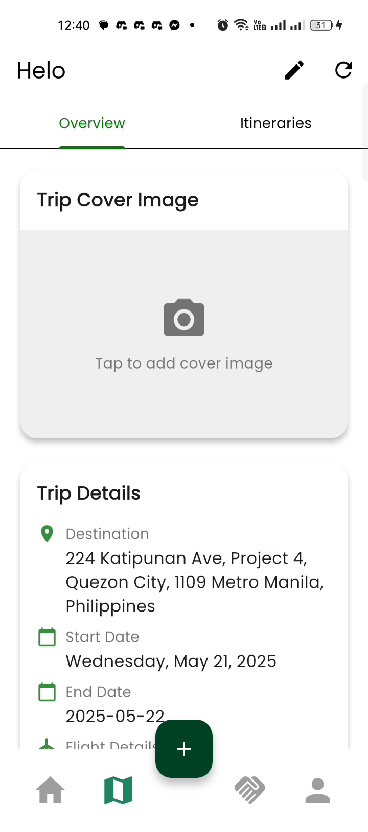 12:40
Vo
LTE2
31
Helo
Overview
Itineraries
Trip Cover Image
Tap to add cover image
Trip Details
Destination
224 Katipunan Ave, Project 4,
Quezon City, 1109 Metro Manila,
Philippines
Start Date
Wednesday, May 21, 2025
End Date
2025-05-22
Flight Details